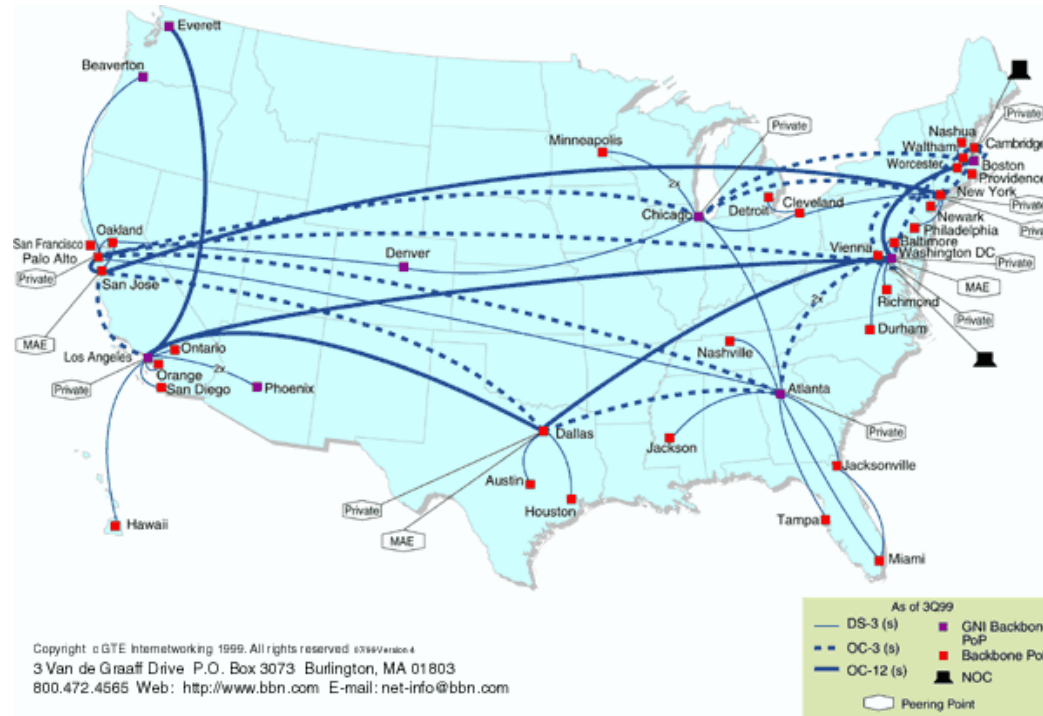 Everett
Beaverton
Minneapolis
Private
Private
Nashua
Waltham
Cambridge
Worcester
Boston
Providence
2x
Chicago
Detroit
Cleveland
New York
Private
Newark
Philadelphia
Priva
San Francisco
Oakland
Palo Alto
Denver
Vienna
Baltimore
Washington DC
Private
Private
San Jose
MAE
Richmond
2x
Private
MAE
Durham
Los Angeles
Ontario
Nashville
Orange
2x
Private
San Diego
Phoenix
Atlanta
Private
Dallas
Jackson
Jacksonville
Austin
Private
Houston
Hawaii
MAE
Tampa
Miami
As of 3Q99
DS-3 (s)
GNI Backbone
PoP
OC-3 (s)
Backbone Po
OC-12 (s)
NOC
Peering Point
Copyright c GTE Internetworking 1999. All rights reserved
3 Van de Graaff Drive P.O. Box 3073 Burlington, MA 01803
800.472.4565 Web: http://www.bbn.com E-mail: net-info@bbn.com